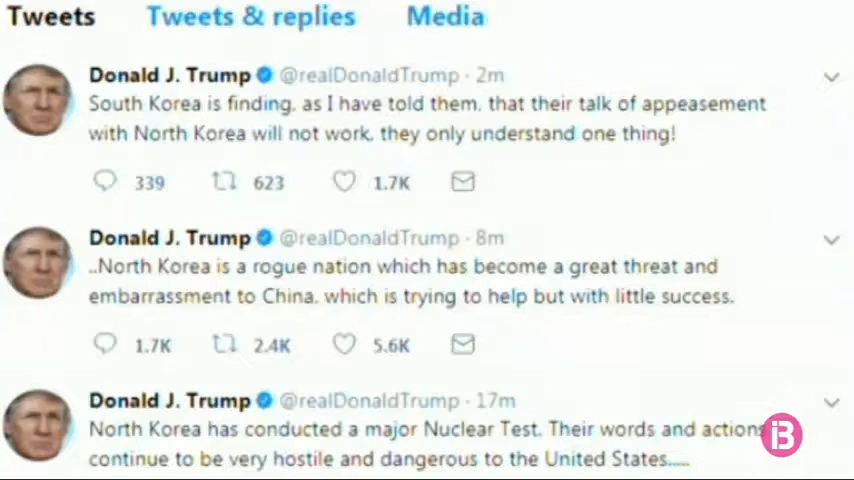 Tweets Tweets & replies Media
Donald J. Trump @realDonaldTrump · 2m
South Korea is finding, as I have told them, that their talk of appeasement
with North Korea will not work, they only understand one thing!
339 623 1.7K
Donald J. Trump @realDonaldTrump · 8m
..North Korea is a rogue nation which has become a great threat and
embarrassment to China, which is trying to help but with little success.
1.7K 2.4K 5.6K
Donald J. Trump @realDonaldTrump · 17m
North Korea has conducted a major Nuclear Test. Their words and actions
continue to be very hostile and dangerous to the United States.....